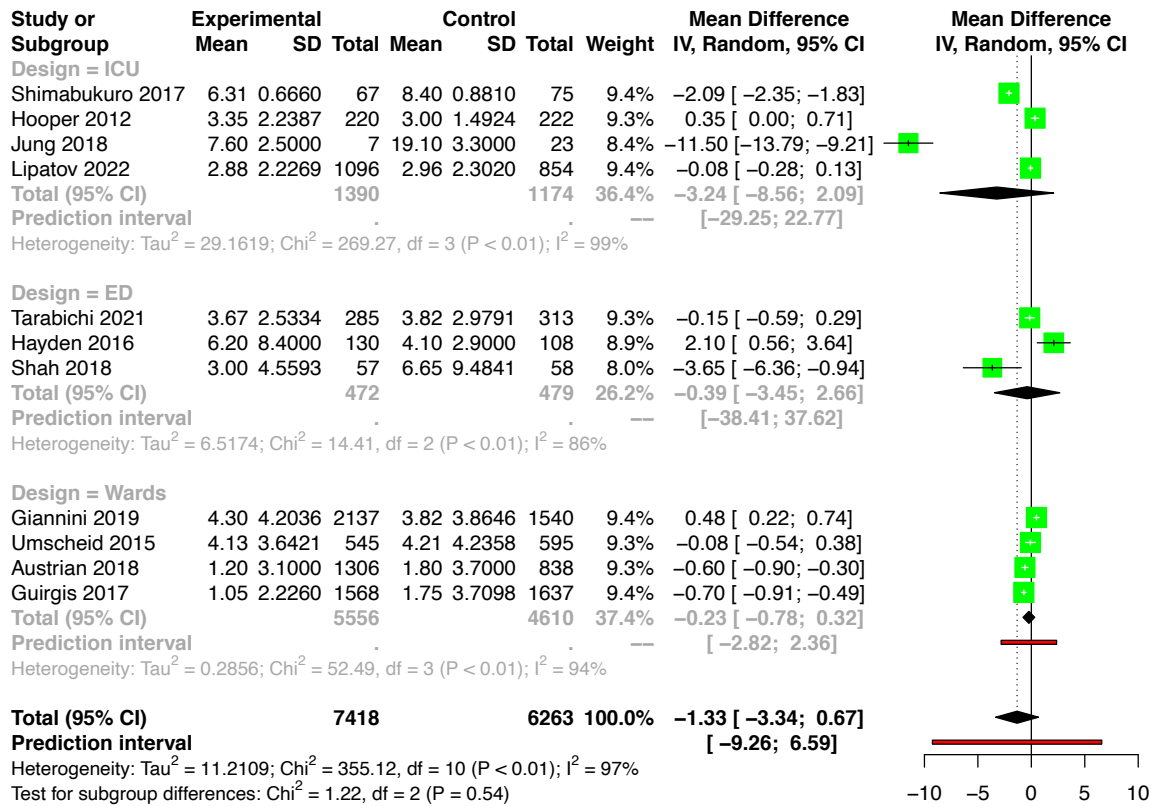 Study or Experimental Control Mean Difference Mean Difference
Subgroup Mean SD Total Mean SD Total Weight IV, Random, 95% CI IV, Random, 95% CI
Design = ICU
Shimabukuro 2017 6.31 0.6660 67 8.40 0.8810 75 9.4% −2.09 [ −2.35; −1.83]
Hooper 2012 3.35 2.2387 220 3.00 1.4924 222 9.3% 0.35 [ 0.00; 0.71]
Jung 2018 7.60 2.5000 7 19.10 3.3000 23 8.4% −11.50 [−13.79; −9.21]
Lipatov 2022 2.88 2.2269 1096 2.96 2.3020 854 9.4% −0.08 [ −0.28; 0.13]
Total (95% CI) 1390 1174 36.4% −3.24 [ −8.56; 2.09]
Prediction interval . . −− [−29.25; 22.77]
Heterogeneity: Tau² = 29.1619; Chi² = 269.27, df = 3 (P < 0.01); I² = 99%
Design = ED
Tarabichi 2021 3.67 2.5334 285 3.82 2.9791 313 9.3% −0.15 [ −0.59; 0.29]
Hayden 2016 6.20 8.4000 130 4.10 2.9000 108 8.9% 2.10 [ 0.56; 3.64]
Shah 2018 3.00 4.5593 57 6.65 9.4841 58 8.0% −3.65 [ −6.36; −0.94]
Total (95% CI) 472 479 26.2% −0.39 [ −3.45; 2.66]
Prediction interval . . −− [−38.41; 37.62]
Heterogeneity: Tau² = 6.5174; Chi² = 14.41, df = 2 (P < 0.01); I² = 86%
Design = Wards
Giannini 2019 4.30 4.2036 2137 3.82 3.8646 1540 9.4% 0.48 [ 0.22; 0.74]
Umscheid 2015 4.13 3.6421 545 4.21 4.2358 595 9.3% −0.08 [ −0.54; 0.38]
Austrian 2018 1.20 3.1000 1306 1.80 3.7000 838 9.3% −0.60 [ −0.90; −0.30]
Guirgis 2017 1.05 2.2260 1568 1.75 3.7098 1637 9.4% −0.70 [ −0.91; −0.49]
Total (95% CI) 5556 4610 37.4% −0.23 [ −0.78; 0.32]
Prediction interval . . −− [ −2.82; 2.36]
Heterogeneity: Tau² = 0.2856; Chi² = 52.49, df = 3 (P < 0.01); I² = 94%
Total (95% CI) 7418 6263 100.0% −1.33 [ −3.34; 0.67]
Prediction interval [ −9.26; 6.59]
Heterogeneity: Tau² = 11.2109; Chi² = 355.12, df = 10 (P < 0.01); I² = 97%
Test for subgroup differences: Chi² = 1.22, df = 2 (P = 0.54)
−10 −5 0 5 10